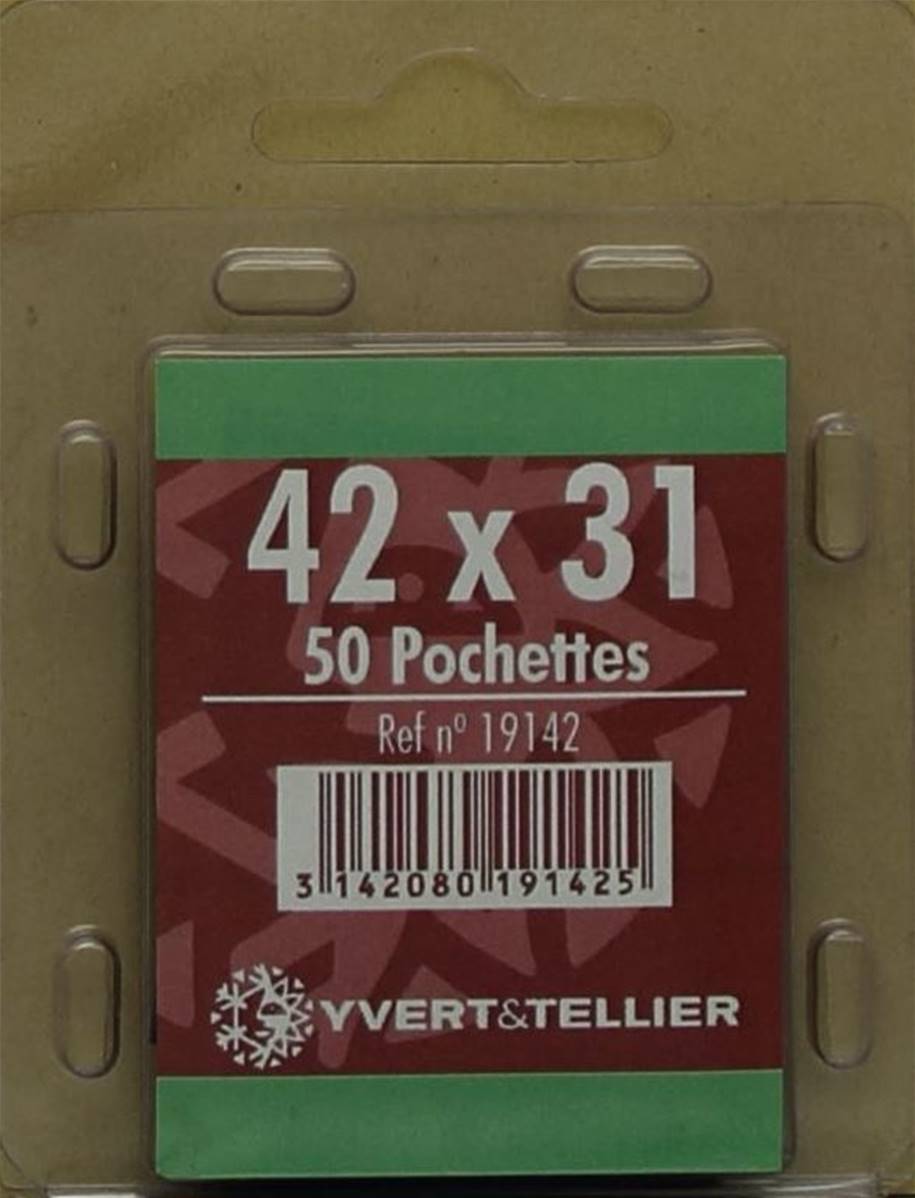 42 x 31
50 Pochettes
Ref n° 19142
3 142080 191425
YVERT&TELLIER